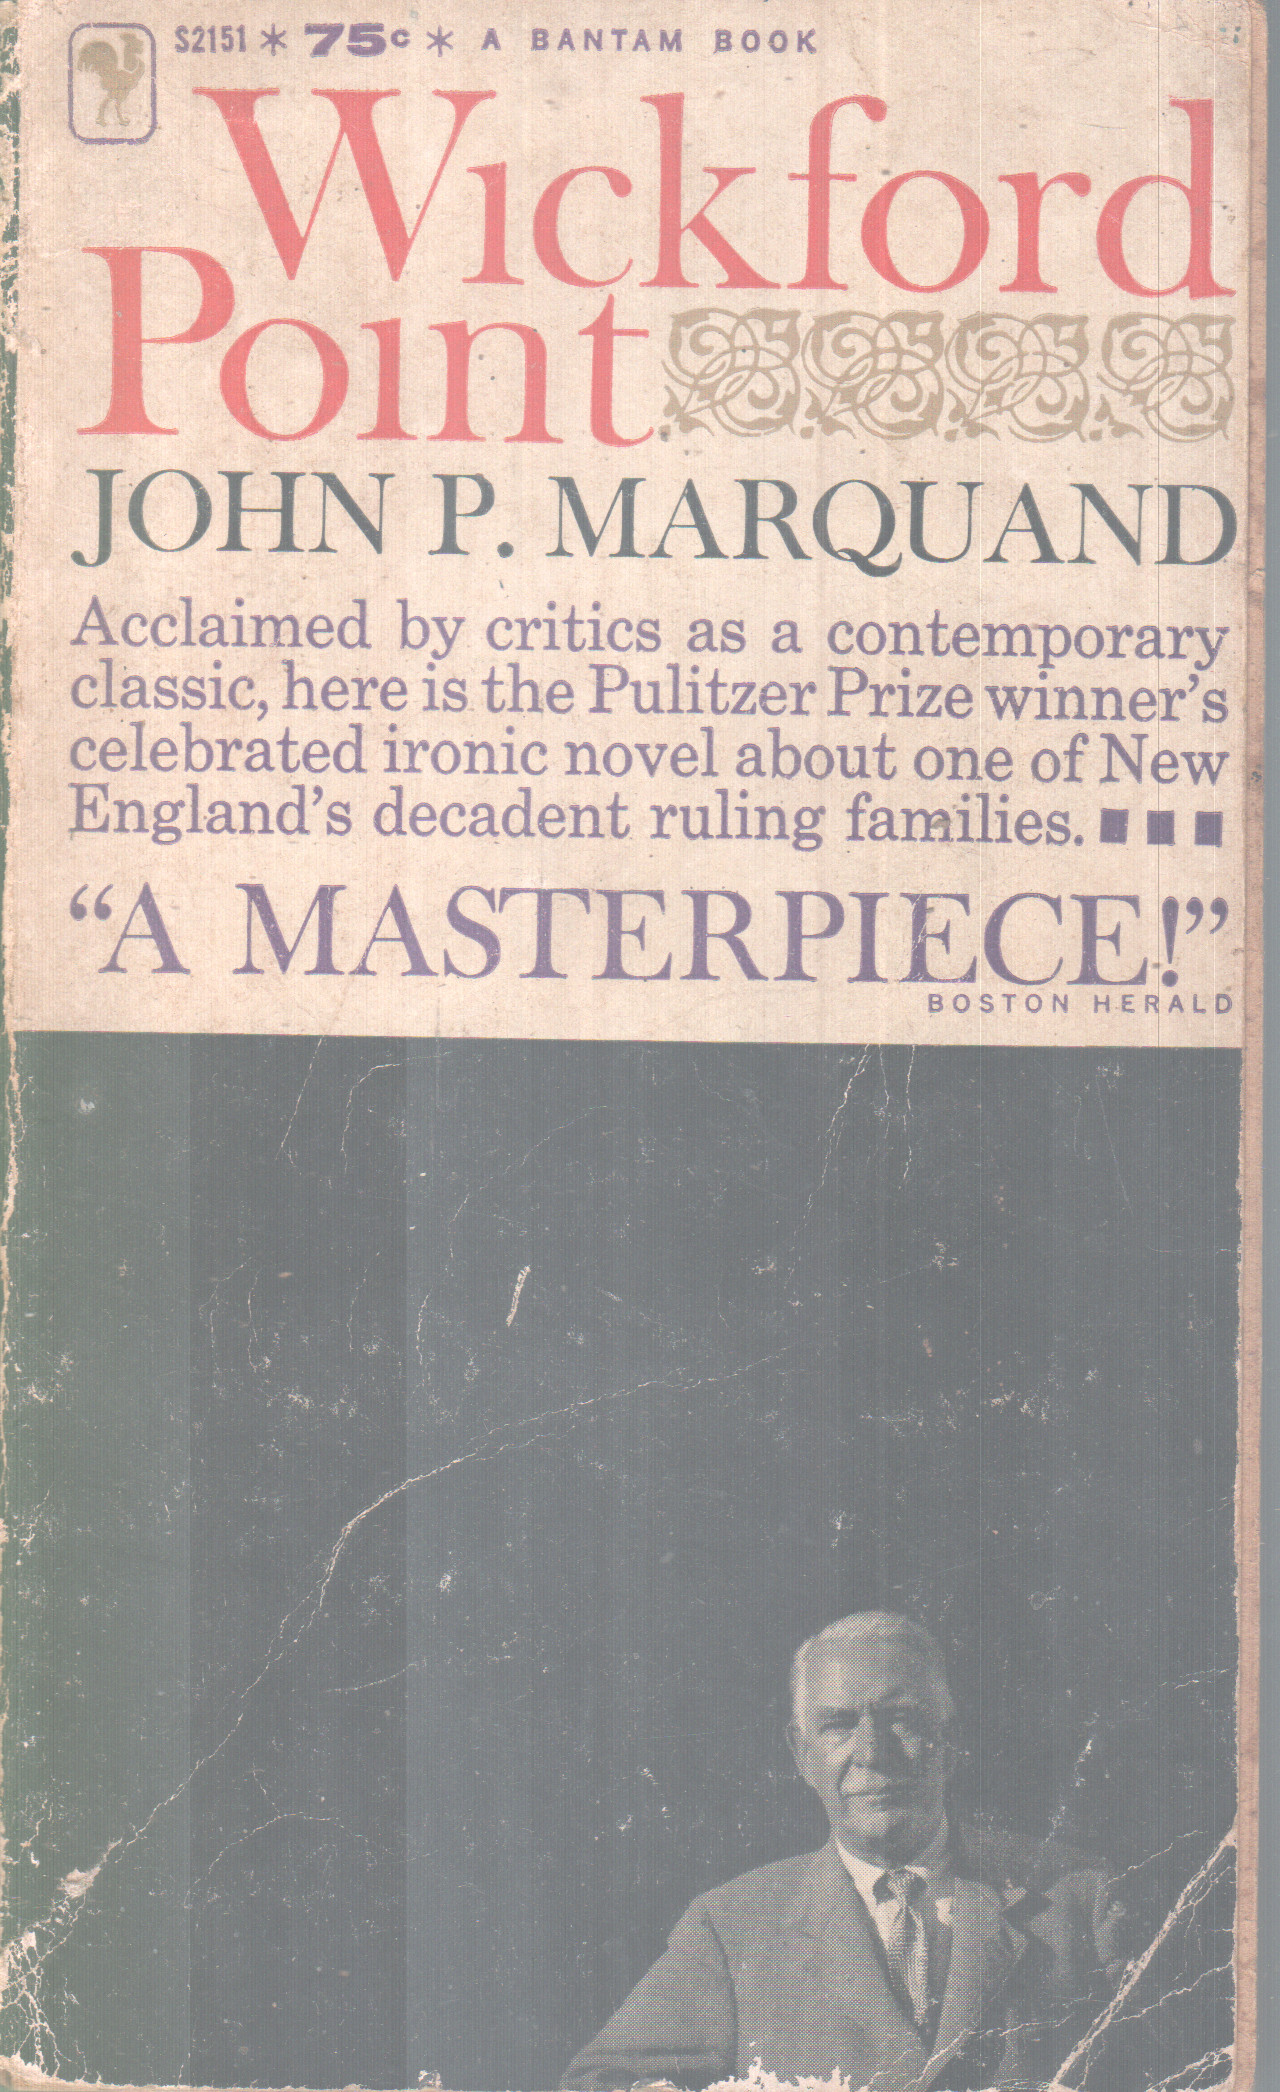 S2151 * 75c * A BANTAM BOOK
Wickford
Point
JOHN P. MARQUAND
Acclaimed by critics as a contemporary
classic, here is the Pulitzer Prize winner's
celebrated ironic novel about one of New
England's decadent ruling families. ■ ■ ■
“A MASTERPIECE!”
BOSTON HERALD